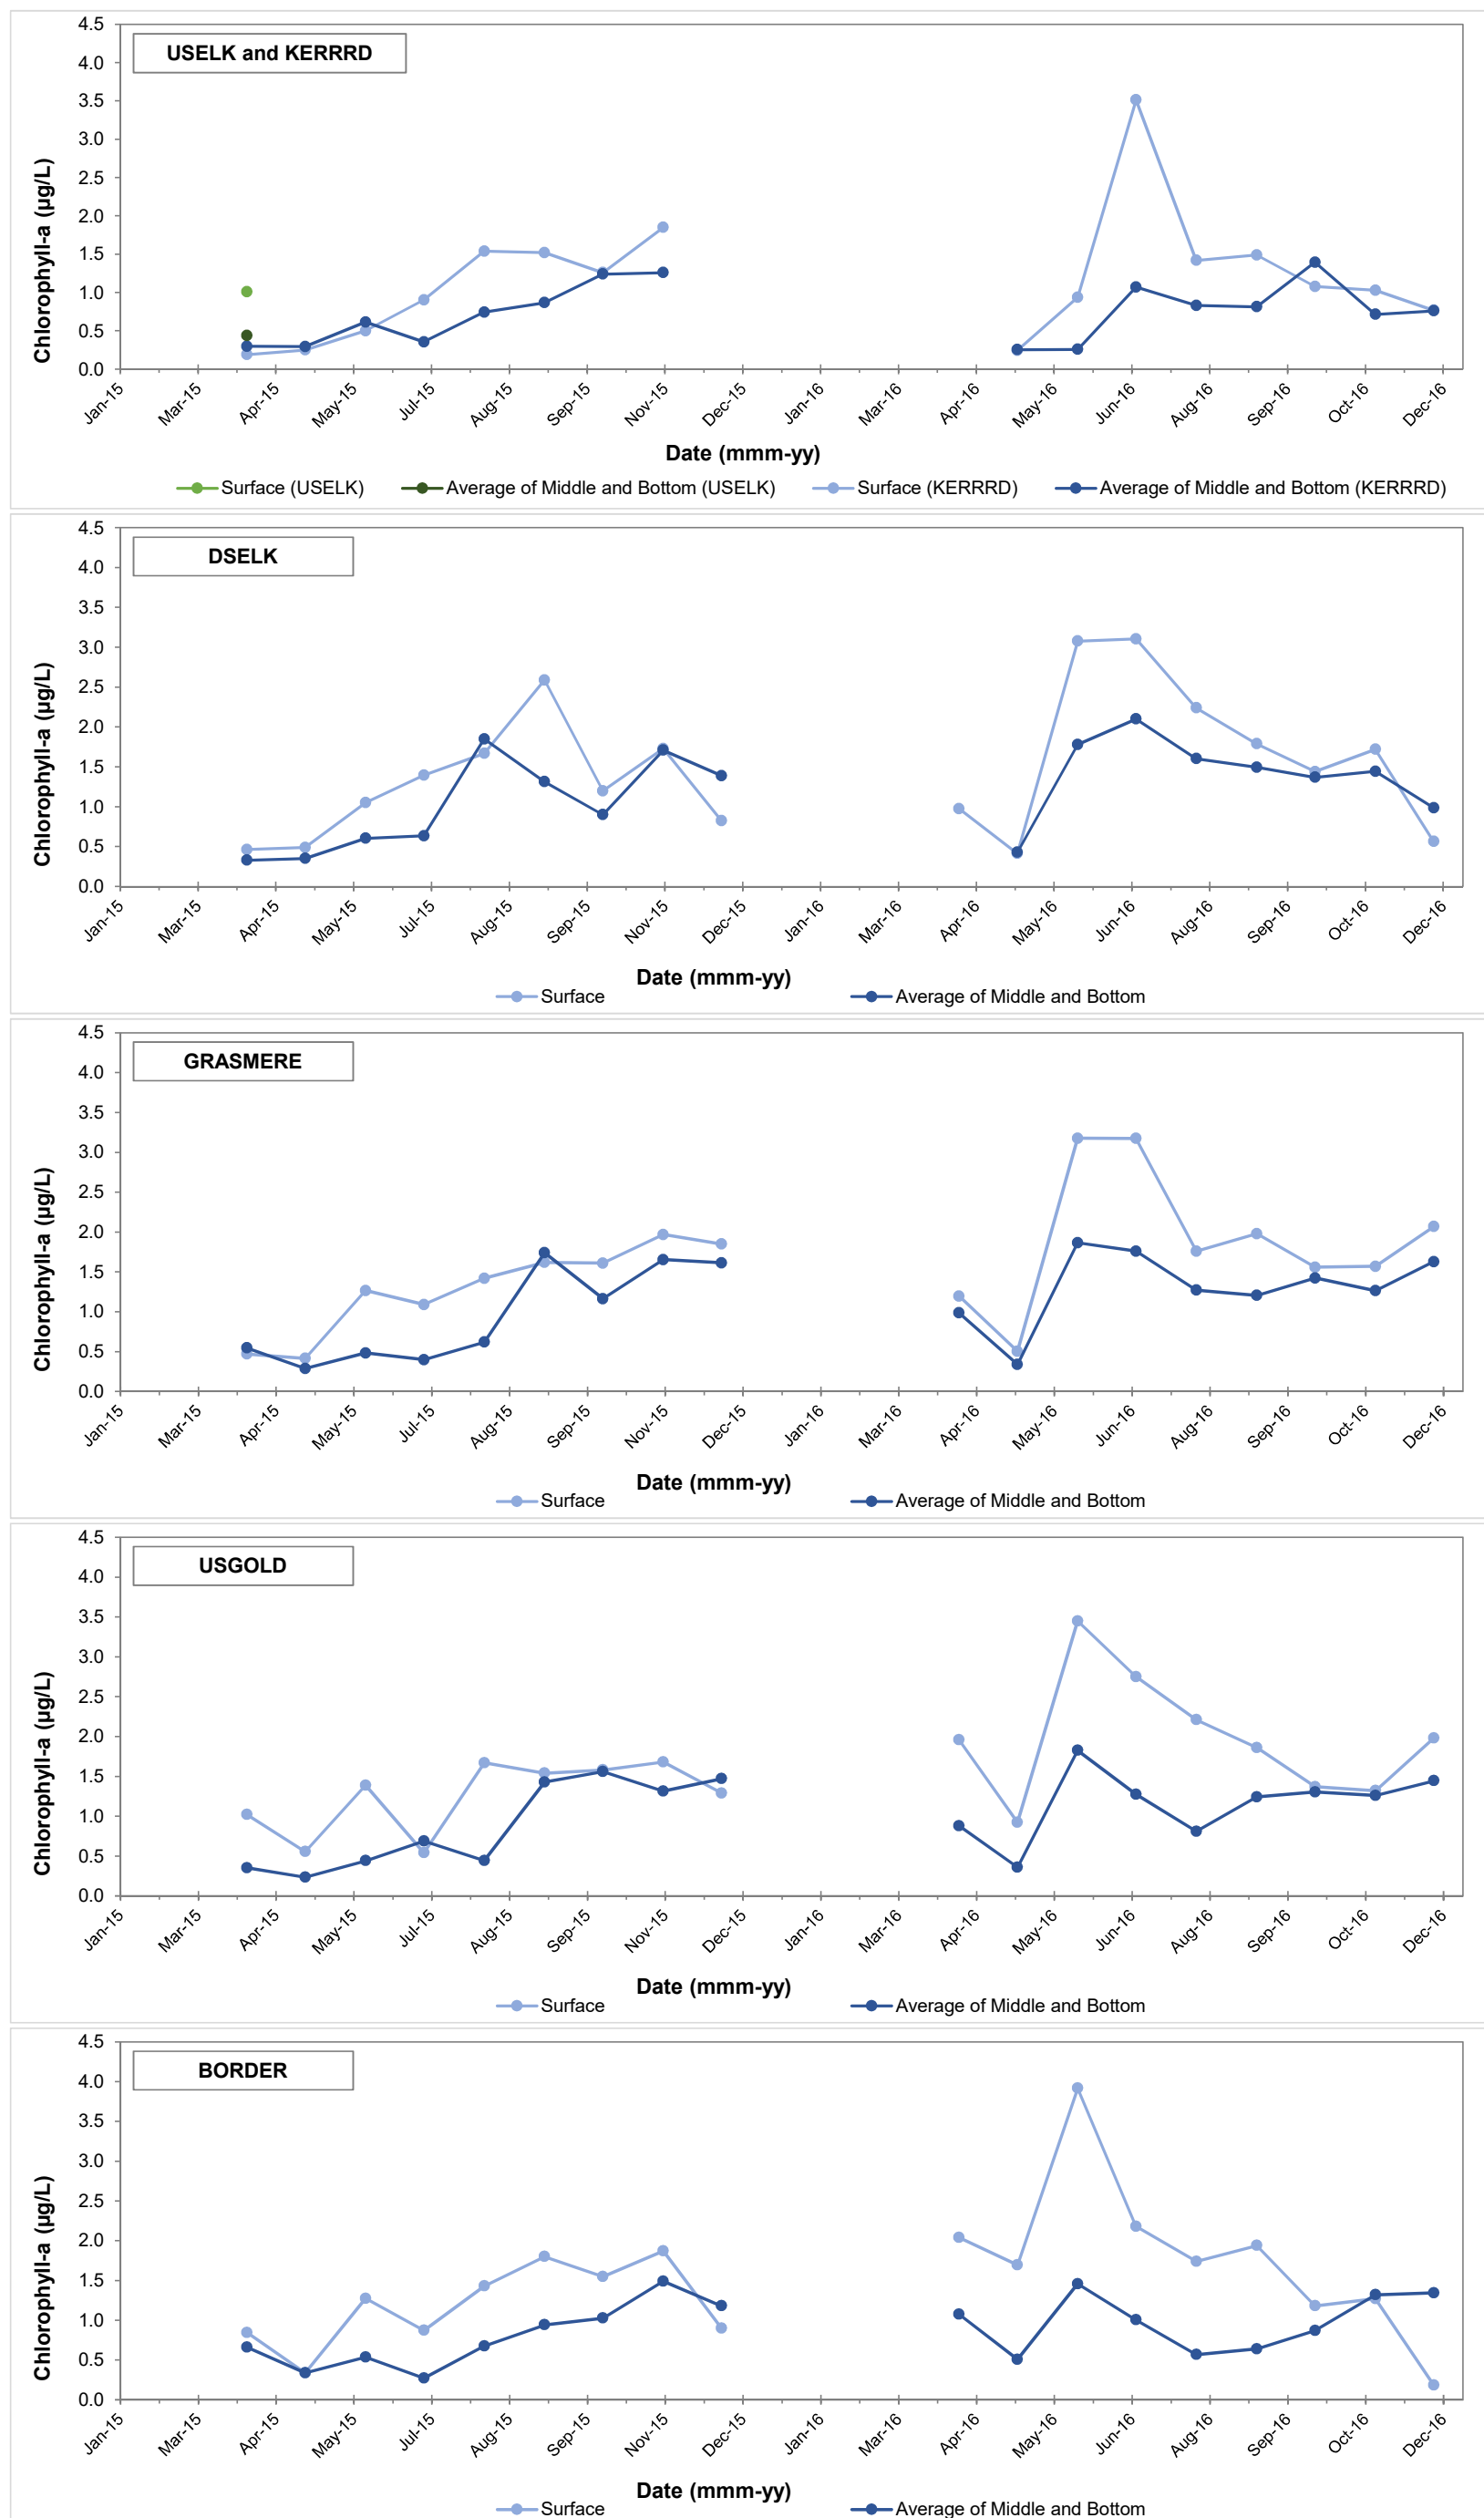 USELK and KERRRD
4.5
4.0
3.5
3.0
2.5
2.0
1.5
1.0
0.5
0.0
Chlorophyll-a (µg/L)
Jan-15 Mar-15 Apr-15 May-15 Jul-15 Aug-15 Sep-15 Nov-15 Dec-15 Jan-16 Mar-16 Apr-16 May-16 Jun-16 Aug-16 Sep-16 Oct-16 Dec-16
Date (mmm-yy)
Surface (USELK) Average of Middle and Bottom (USELK) Surface (KERRRD) Average of Middle and Bottom (KERRRD)
DSELK
4.5
4.0
3.5
3.0
2.5
2.0
1.5
1.0
0.5
0.0
Chlorophyll-a (µg/L)
Jan-15 Mar-15 Apr-15 May-15 Jul-15 Aug-15 Sep-15 Nov-15 Dec-15 Jan-16 Mar-16 Apr-16 May-16 Jun-16 Aug-16 Sep-16 Oct-16 Dec-16
Date (mmm-yy)
Surface Average of Middle and Bottom
GRASMERE
4.5
4.0
3.5
3.0
2.5
2.0
1.5
1.0
0.5
0.0
Chlorophyll-a (µg/L)
Jan-15 Mar-15 Apr-15 May-15 Jul-15 Aug-15 Sep-15 Nov-15 Dec-15 Jan-16 Mar-16 Apr-16 May-16 Jun-16 Aug-16 Sep-16 Oct-16 Dec-16
Date (mmm-yy)
Surface Average of Middle and Bottom
USGOLD
4.5
4.0
3.5
3.0
2.5
2.0
1.5
1.0
0.5
0.0
Chlorophyll-a (µg/L)
Jan-15 Mar-15 Apr-15 May-15 Jul-15 Aug-15 Sep-15 Nov-15 Dec-15 Jan-16 Mar-16 Apr-16 May-16 Jun-16 Aug-16 Sep-16 Oct-16 Dec-16
Date (mmm-yy)
Surface Average of Middle and Bottom
BORDER
4.5
4.0
3.5
3.0
2.5
2.0
1.5
1.0
0.5
0.0
Chlorophyll-a (µg/L)
Jan-15 Mar-15 Apr-15 May-15 Jul-15 Aug-15 Sep-15 Nov-15 Dec-15 Jan-16 Mar-16 Apr-16 May-16 Jun-16 Aug-16 Sep-16 Oct-16 Dec-16
Date (mmm-yy)
Surface Average of Middle and Bottom